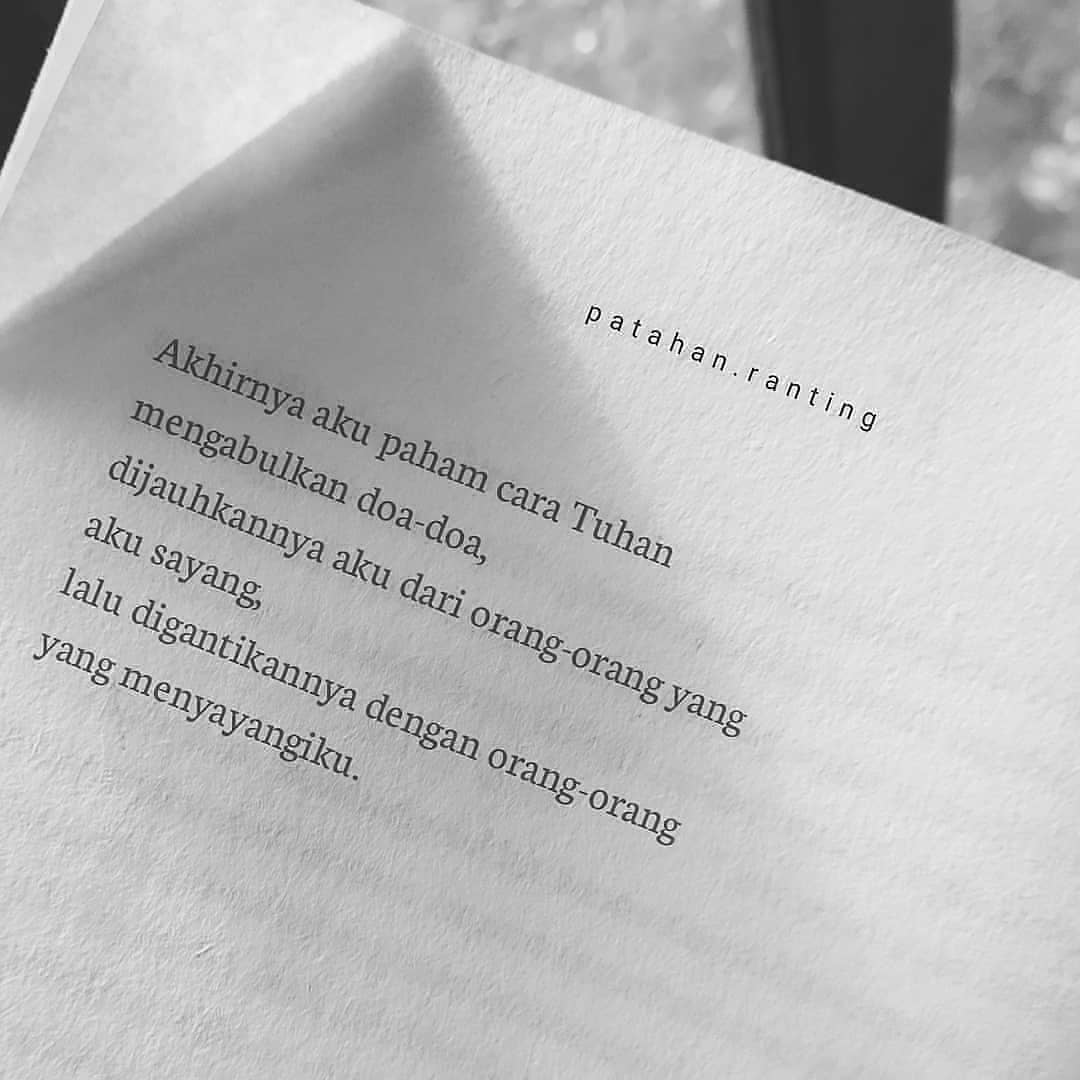 patahan.ranting
Akhirnya aku paham cara Tuhan
mengabulkan doa-doa,
dijauhkannya aku dari orang-orang yang
aku sayang,
lalu digantikannya dengan orang-orang
yang menyayangiku.